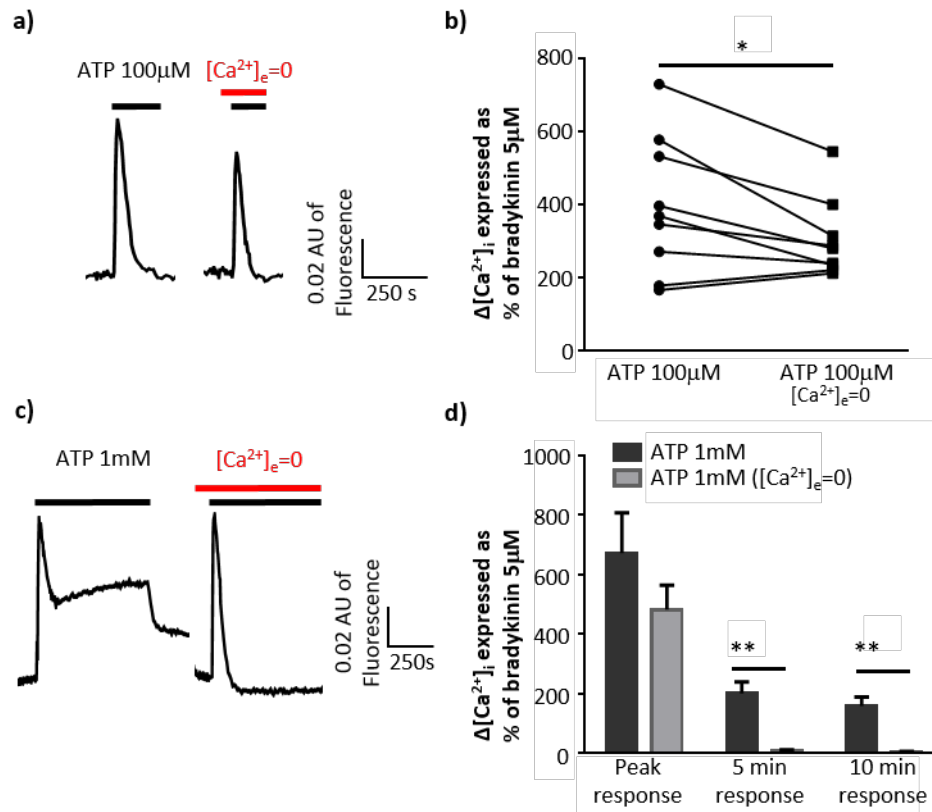 a)
ATP 100μM
[Ca²⁺]ₑ=0
0.02 AU of
Fluorescence
250 s
b)
*
Δ[Ca²⁺]ᵢ expressed as
% of bradykinin 5μM
800
600
400
200
0
ATP 100μM
ATP 100μM
[Ca²⁺]ₑ=0
c)
ATP 1mM
[Ca²⁺]ₑ=0
0.02 AU of
Fluorescence
250s
d)
Δ[Ca²⁺]ᵢ expressed as
% of bradykinin 5μM
1000
800
600
400
200
0
ATP 1mM
ATP 1mM ([Ca²⁺]ₑ=0)
**
**
Peak
response
5 min
response
10 min
response